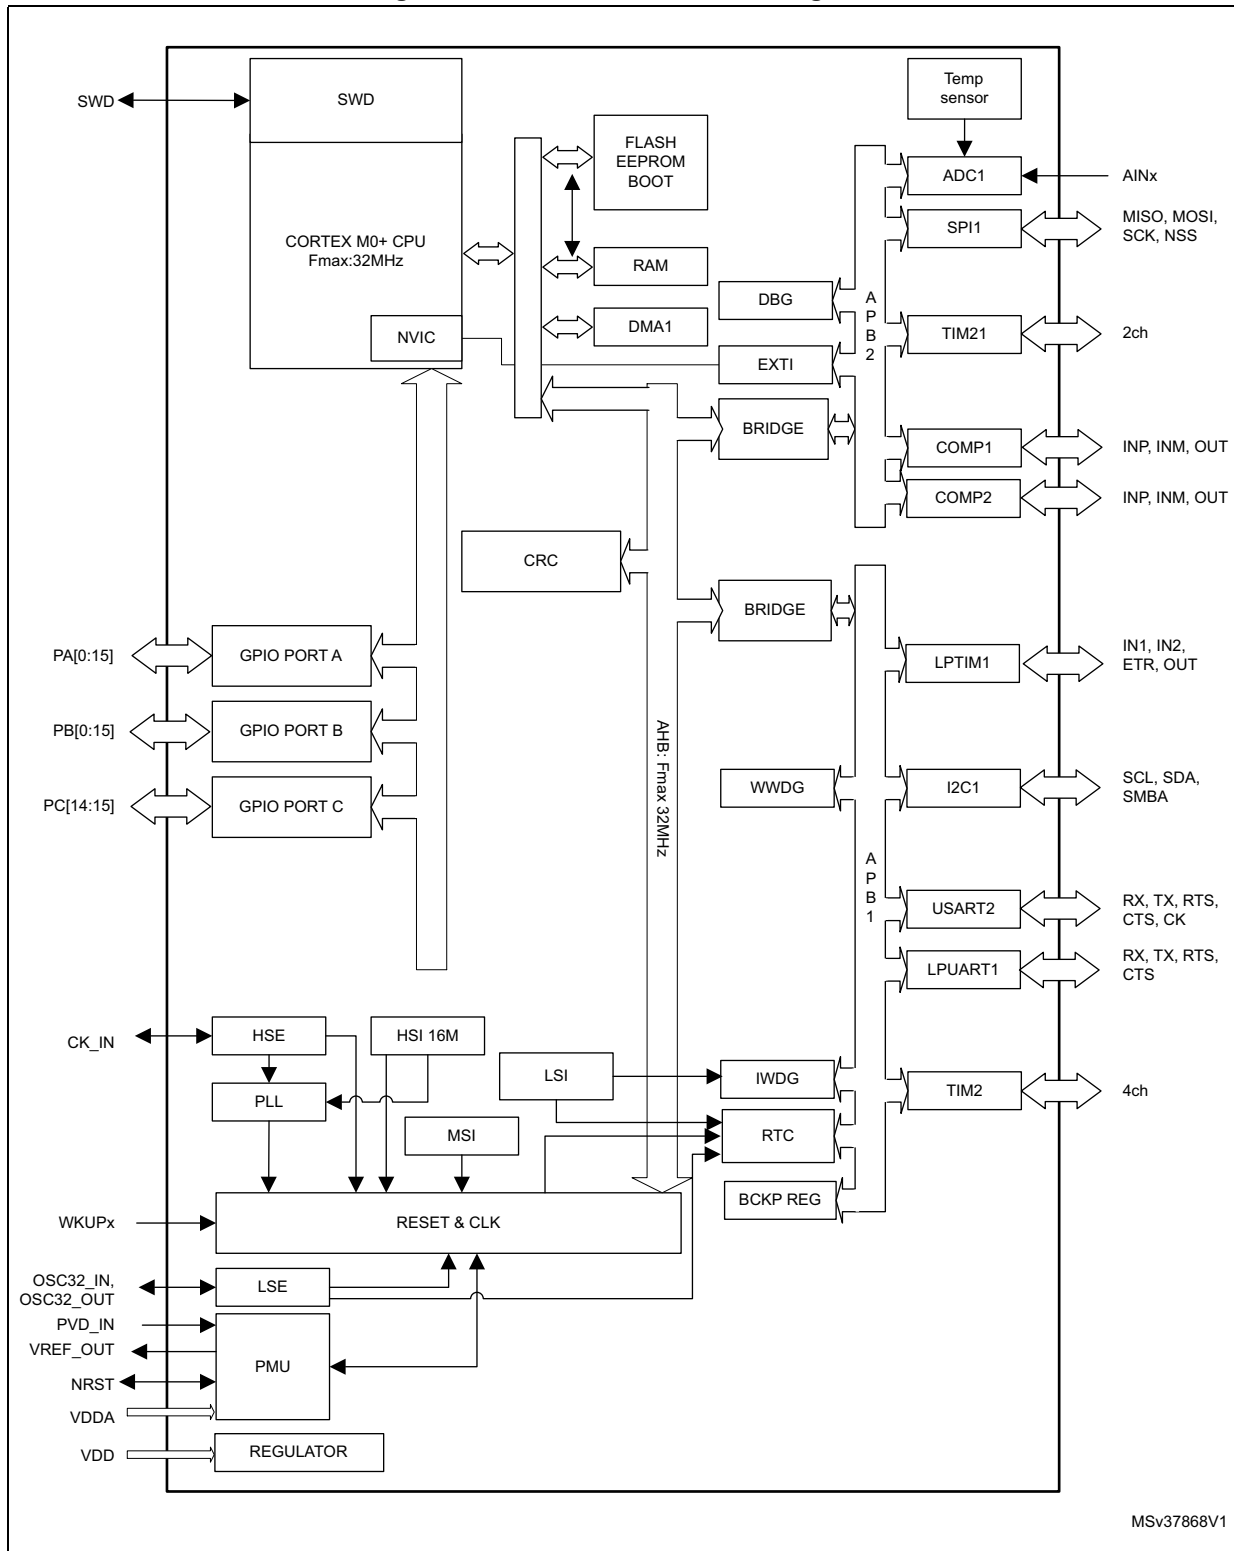 SWD
SWD
Temp
sensor
FLASH
EEPROM
BOOT
ADC1
AINx
SPI1
MISO, MOSI,
SCK, NSS
CORTEX M0+ CPU
Fmax:32MHz
RAM
DBG
APB2
NVIC
DMA1
TIM21
2ch
EXTI
BRIDGE
COMP1
INP, INM, OUT
COMP2
INP, INM, OUT
CRC
BRIDGE
PA[0:15]
GPIO PORT A
LPTIM1
IN1, IN2,
ETR, OUT
PB[0:15]
GPIO PORT B
AHB: Fmax 32MHz
WWDG
I2C1
SCL, SDA,
SMBA
PC[14:15]
GPIO PORT C
APB1
USART2
RX, TX, RTS,
CTS, CK
LPUART1
RX, TX, RTS,
CTS
CK_IN
HSE
HSI 16M
LSI
IWDG
TIM2
4ch
PLL
MSI
RTC
BCKP REG
WKUPx
RESET & CLK
OSC32_IN,
OSC32_OUT
LSE
PVD_IN
VREF_OUT
PMU
NRST
VDDA
VDD
REGULATOR
MSv37868V1